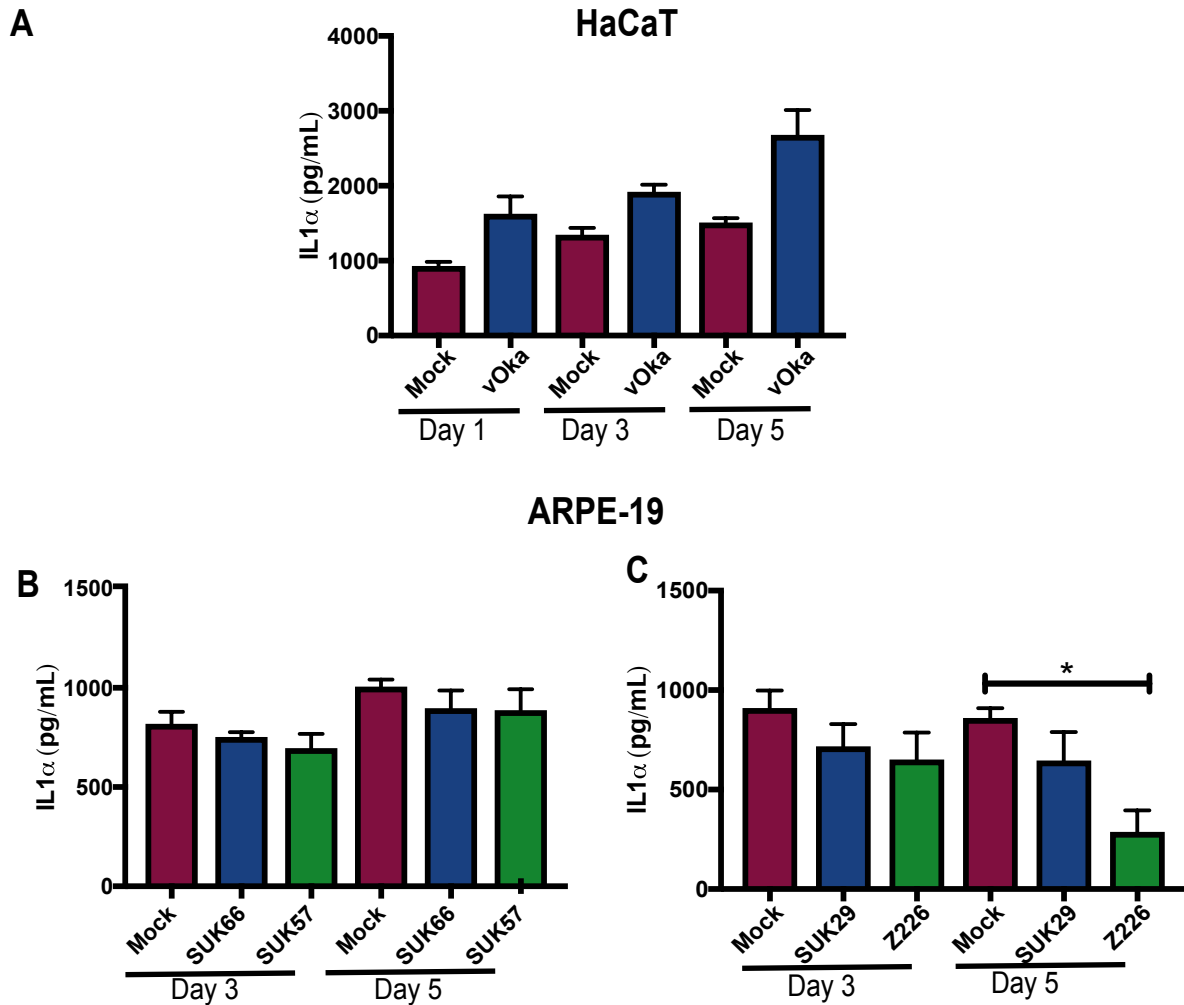 A
HaCaT
IL1α (pg/mL)
4000
3000
2000
1000
0
Mock
vOka
Mock
vOka
Mock
vOka
Day 1
Day 3
Day 5
ARPE-19
B
IL1α (pg/mL)
1500
1000
500
0
Mock
SUK66
SUK57
Mock
SUK66
SUK57
Day 3
Day 5
C
IL1α (pg/mL)
1500
1000
500
0
*
Mock
SUK29
Z226
Mock
SUK29
Z226
Day 3
Day 5